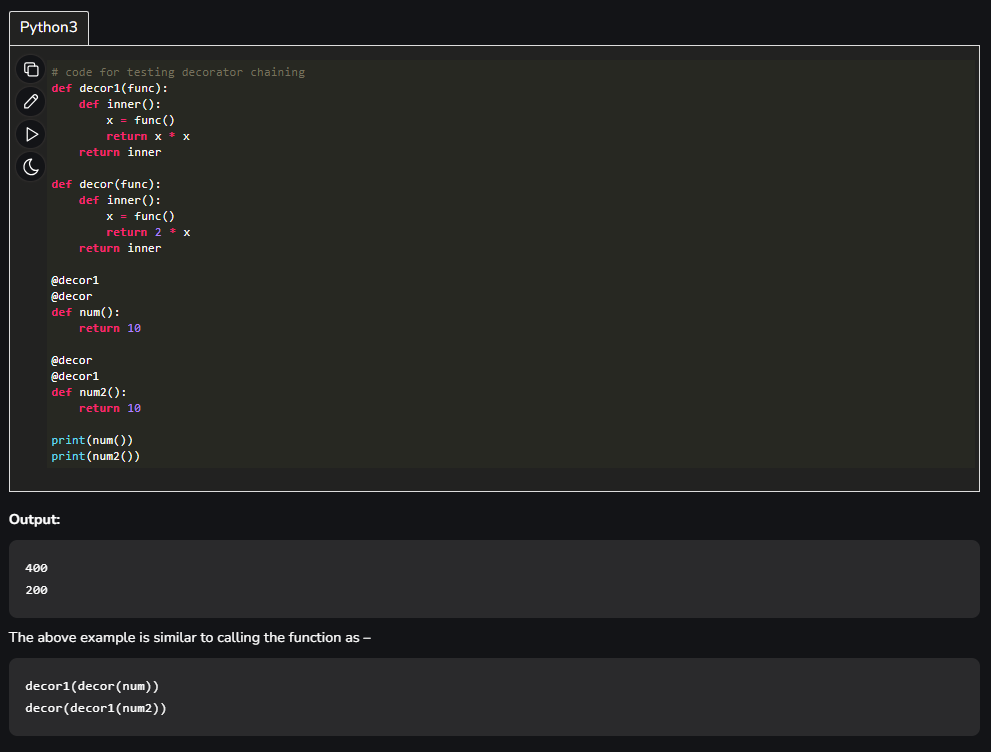 Python3
# code for testing decorator chaining
def decor1(func):
    def inner():
        x = func()
        return x * x
    return inner

def decor(func):
    def inner():
        x = func()
        return 2 * x
    return inner

@decor1
@decor
def num():
    return 10

@decor
@decor1
def num2():
    return 10

print(num())
print(num2())
Output:
400
200
The above example is similar to calling the function as –
decor1(decor(num))
decor(decor1(num2))